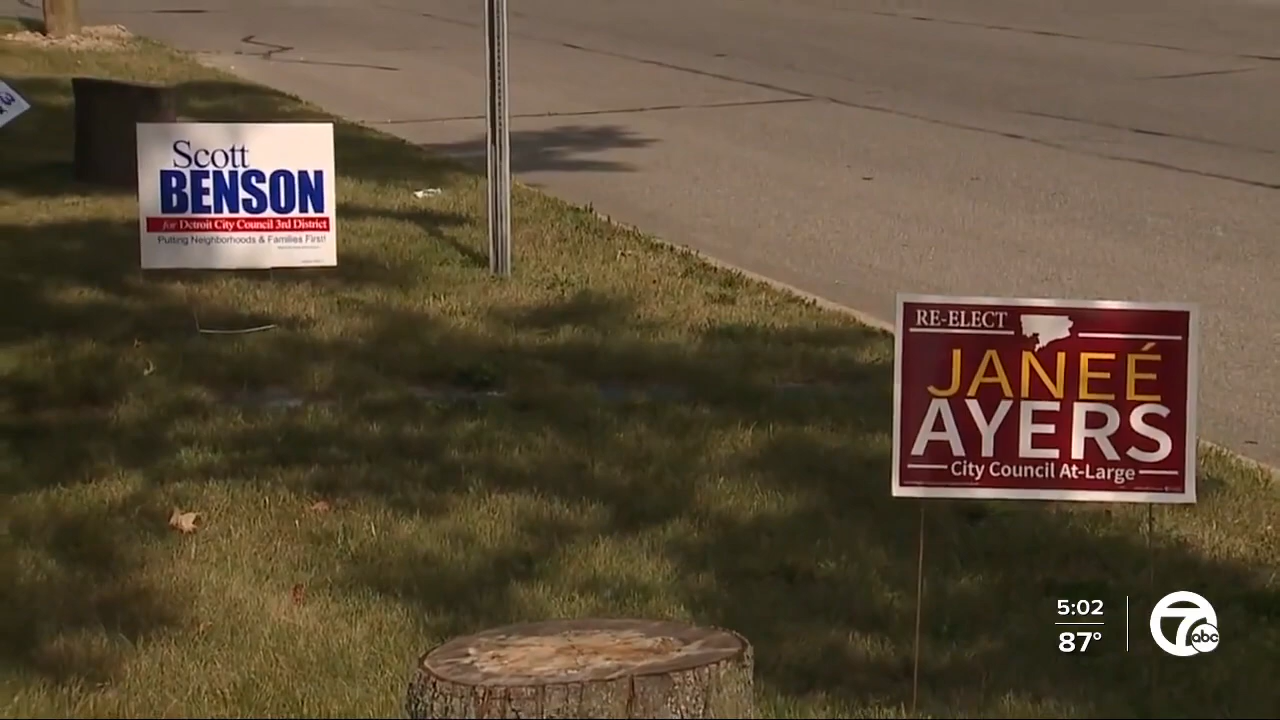 Scott
BENSON
for Detroit City Council 3rd District
Putting Neighborhoods & Families First!
RE-ELECT
JANEÉ
AYERS
City Council At-Large
5:02
87°
7
abc